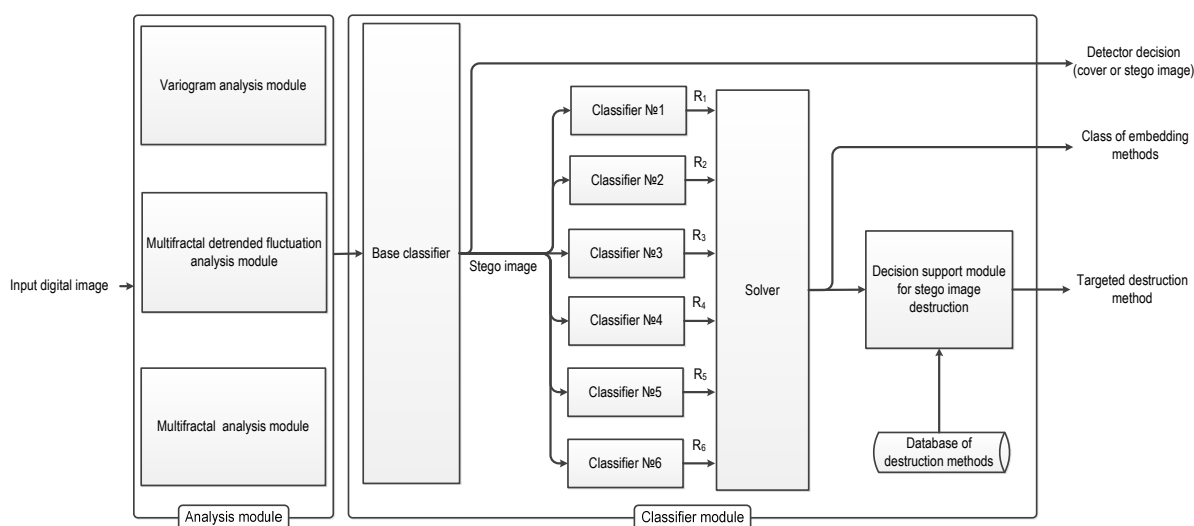 Input digital image
Variogram analysis module
Multifractal detrended fluctuation
analysis module
Multifractal analysis module
Analysis module
Base classifier
Stego image
Classifier №1
Classifier №2
Classifier №3
Classifier №4
Classifier №5
Classifier №6
R1
R2
R3
R4
R5
R6
Solver
Decision support module
for stego image
destruction
Database of
destruction methods
Classifier module
Detector decision
(cover or stego image)
Class of embedding
methods
Targeted destruction
method